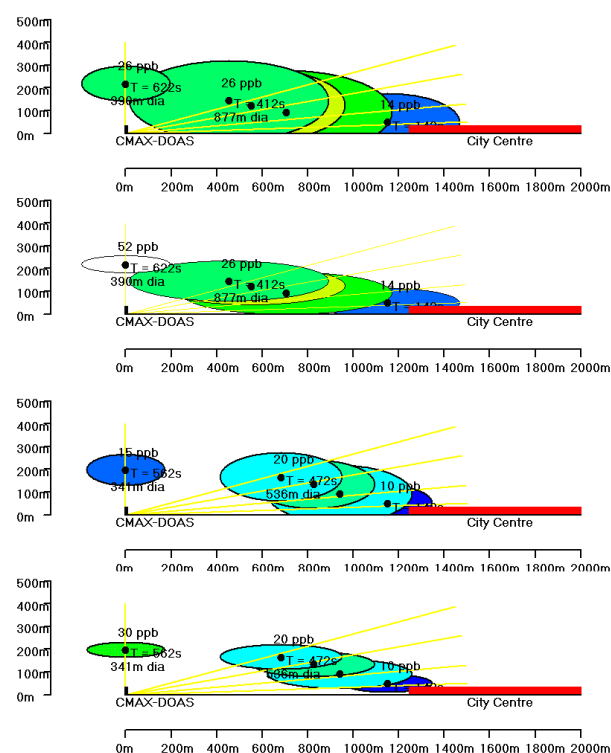 500m
400m
300m
200m
100m
0m
26 ppb
T = 622s
390m dia
26 ppb
T = 412s
877m dia
14 ppb
CMAX-DOAS
City Centre
0m 200m 400m 600m 800m 1000m 1200m 1400m 1600m 1800m 2000m
500m
400m
300m
200m
100m
0m
52 ppb
T = 622s
390m dia
26 ppb
T = 412s
877m dia
14 ppb
CMAX-DOAS
City Centre
0m 200m 400m 600m 800m 1000m 1200m 1400m 1600m 1800m 2000m
500m
400m
300m
200m
100m
0m
15 ppb
T = 562s
341m dia
20 ppb
T = 472s
536m dia
10 ppb
CMAX-DOAS
City Centre
0m 200m 400m 600m 800m 1000m 1200m 1400m 1600m 1800m 2000m
500m
400m
300m
200m
100m
0m
30 ppb
T = 562s
341m dia
20 ppb
T = 472s
536m dia
10 ppb
CMAX-DOAS
City Centre
0m 200m 400m 600m 800m 1000m 1200m 1400m 1600m 1800m 2000m